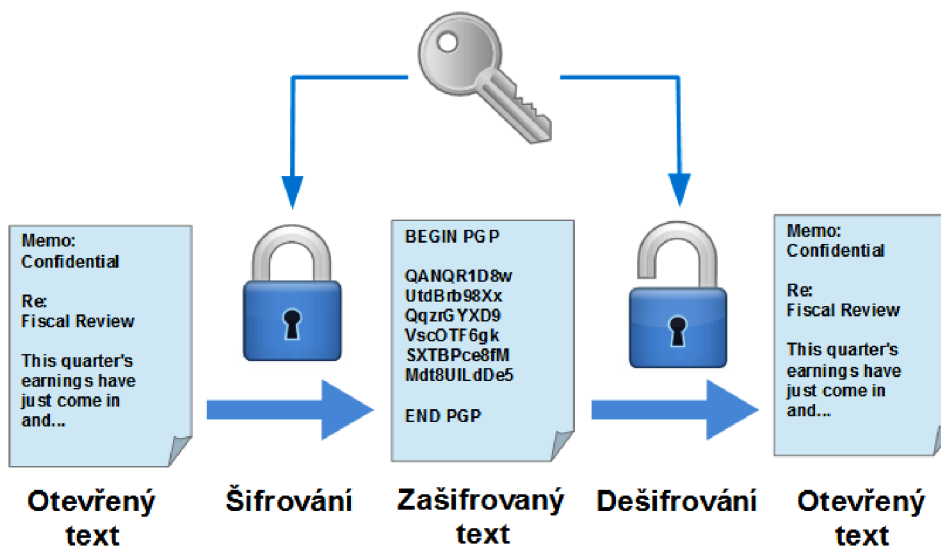 Memo:
Confidential
Re:
Fiscal Review
This quarter's
earnings have
just come in
and...
BEGIN PGP
QANQR1D8w
UtdBrb98Xx
QqzrGYXD9
VscOTF6gk
SXTBPce8fM
Mdt8UILdDe5
END PGP
Memo:
Confidential
Re:
Fiscal Review
This quarter's
earnings have
just come in
and...
Otevřený
text
Šifrování
Zašifrovaný
text
Dešifrování
Otevřený
text